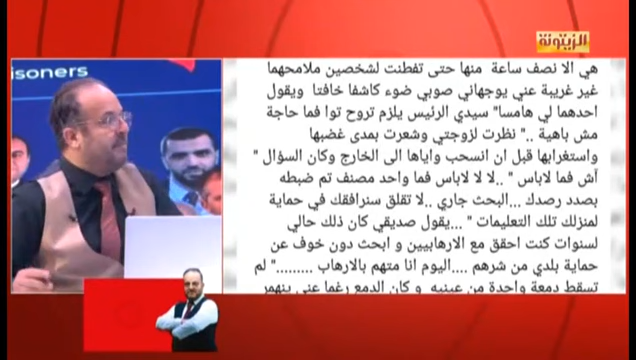 الزيتونة
isoners
هي الا نصف ساعة منها حتى تفطنت لشخصين ملامحهما
غير غريبة عني يوجهاني صوبي ضوء كاشفا خافتا ويقول
احدهما لي هامسا" سيدي الرئيس يلزم تروح توا فما حاجة
مش باهية .." نظرت لزوجتي وشعرت بمدى غضبها
واستغرابها قبل ان انسحب واياها الى الخارج وكان السؤال "
آش فما لاباس " ..لا لا لاباس فما واحد مصنف تم ضبطه
بصدد رصدك ...البحث جاري ..لا تقلق سنرافقك في حماية
لمنزلك تلك التعليمات " ...يقول صديقي كان ذلك حالي
لسنوات كنت احقق مع الارهابيين و ابحث دون خوف عن
حماية بلدي من شرهم ....اليوم انا متهم بالارهاب ........." لم
تسقط دمعة واحدة من عينيه و كان الدمع رغما عني ينهمر